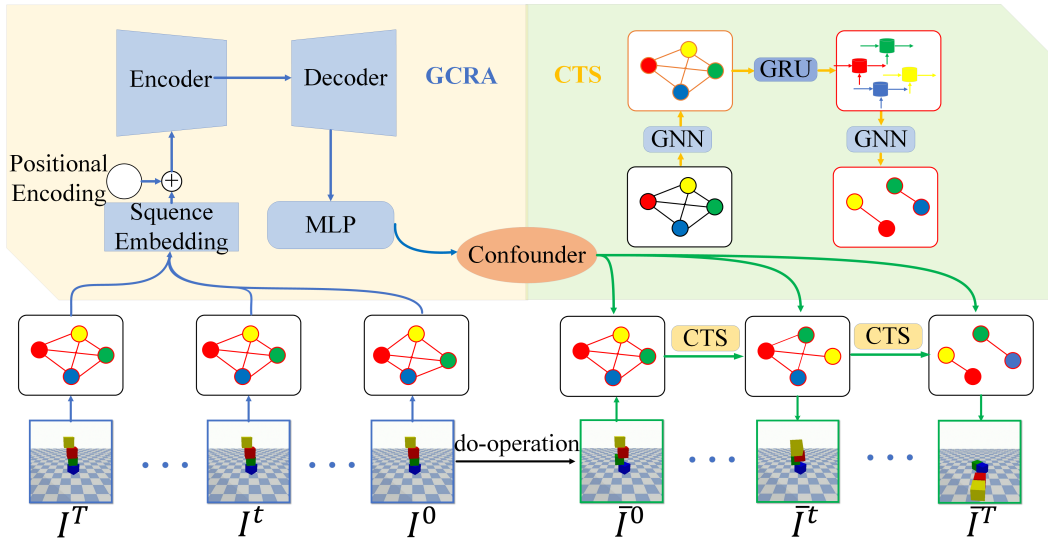 Encoder
Decoder
GCRA
CTS
GRU
GNN
GNN
Positional
Encoding
+
Squence
Embedding
MLP
Confounder
CTS
CTS
do-operation
I^T
I^t
I^0
Ī^0
Ī^t
Ī^T